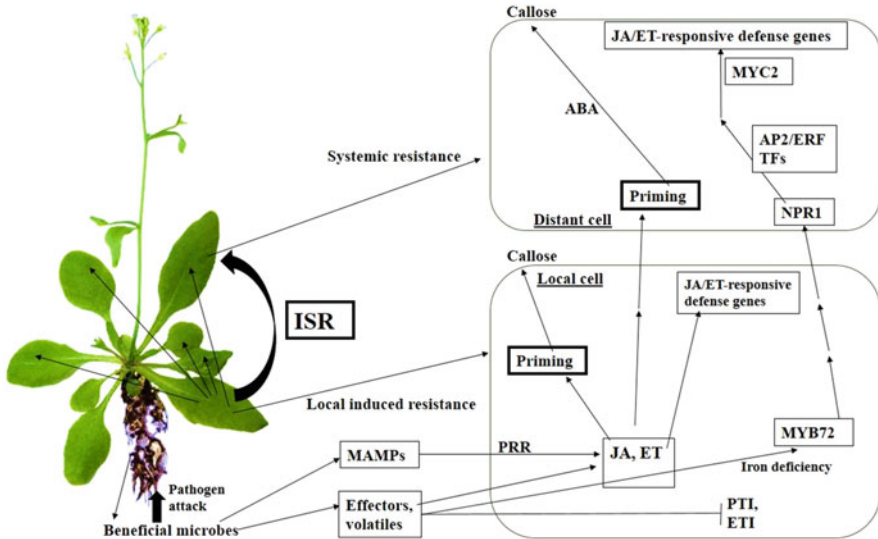 Callose
JA/ET-responsive defense genes
MYC2
ABA
AP2/ERF
TFs
Systemic resistance
Priming
NPR1
Distant cell
Callose
Local cell
JA/ET-responsive
defense genes
ISR
Priming
Local induced resistance
MYB72
MAMPs
PRR
JA, ET
Iron deficiency
Pathogen
attack
Effectors,
volatiles
PTI,
ETI
Beneficial microbes